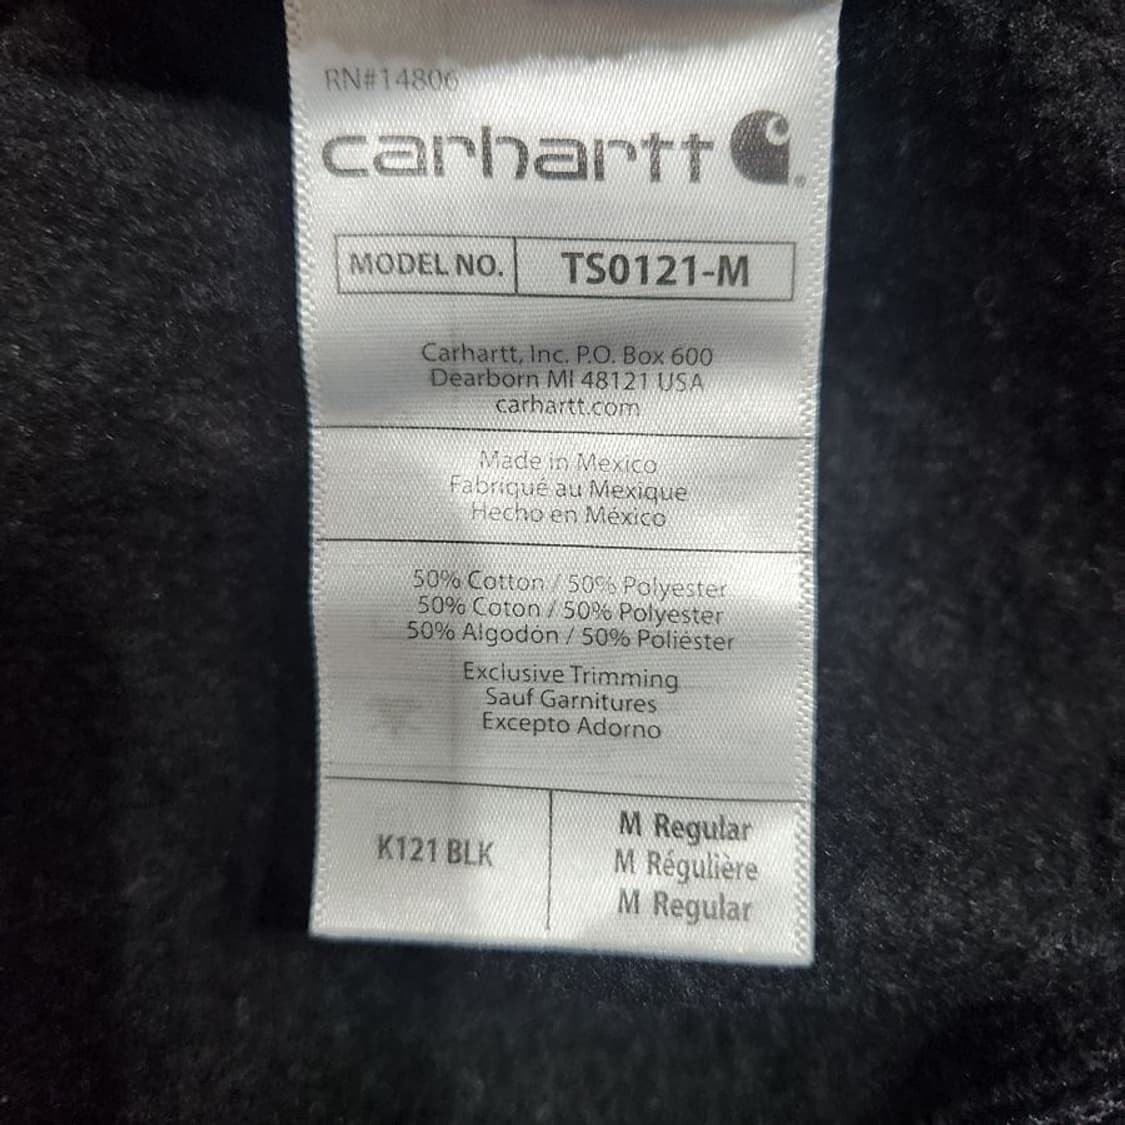 RN#14806
carhartt
MODEL NO. TS0121-M
Carhartt, Inc. P.O. Box 600
Dearborn MI 48121 USA
carhartt.com
Made in Mexico
Fabriqué au Mexique
Hecho en México
50% Cotton / 50% Polyester
50% Coton / 50% Polyester
50% Algodón / 50% Poliéster
Exclusive Trimming
Sauf Garnitures
Excepto Adorno
K121 BLK
M Regular
M Régulière
M Regular